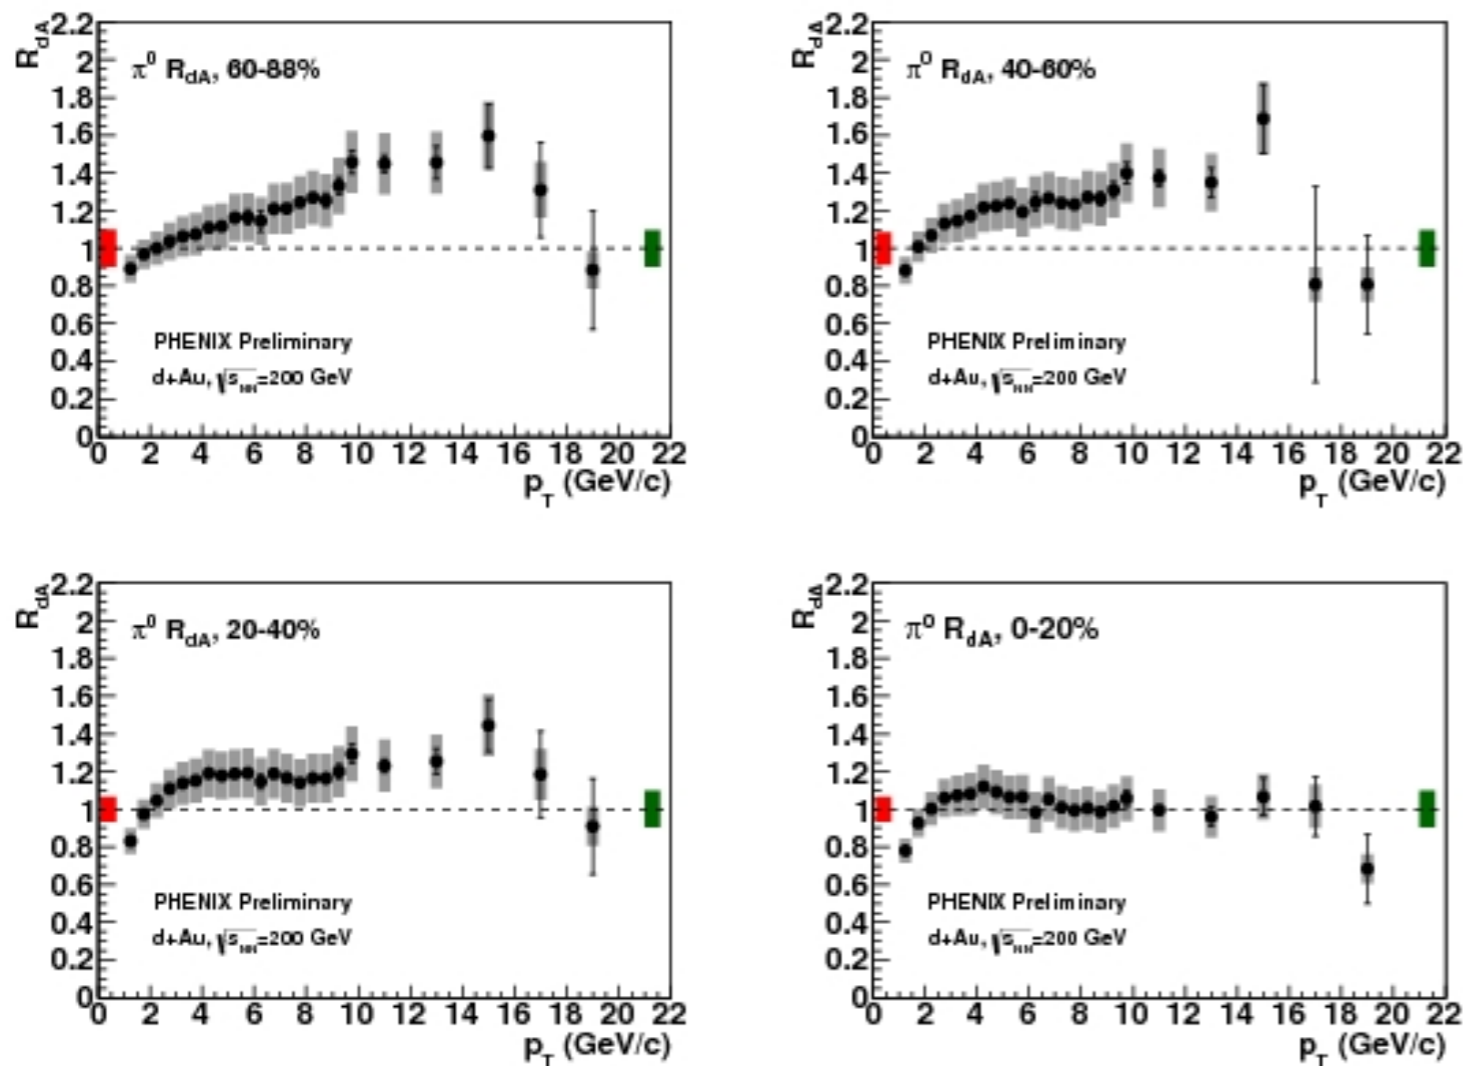 R_dA
2.2
2
1.8
1.6
1.4
1.2
1
0.8
0.6
0.4
0.2
0
π⁰ R_dA, 60-88%
PHENIX Preliminary
d+Au, √s_NN=200 GeV
0 2 4 6 8 10 12 14 16 18 20 22
p_T (GeV/c)
R_dA
2.2
2
1.8
1.6
1.4
1.2
1
0.8
0.6
0.4
0.2
0
π⁰ R_dA, 40-60%
PHENIX Preliminary
d+Au, √s_NN=200 GeV
0 2 4 6 8 10 12 14 16 18 20 22
p_T (GeV/c)
R_dA
2.2
2
1.8
1.6
1.4
1.2
1
0.8
0.6
0.4
0.2
0
π⁰ R_dA, 20-40%
PHENIX Preliminary
d+Au, √s_NN=200 GeV
0 2 4 6 8 10 12 14 16 18 20 22
p_T (GeV/c)
R_dA
2.2
2
1.8
1.6
1.4
1.2
1
0.8
0.6
0.4
0.2
0
π⁰ R_dA, 0-20%
PHENIX Preliminary
d+Au, √s_NN=200 GeV
0 2 4 6 8 10 12 14 16 18 20 22
p_T (GeV/c)